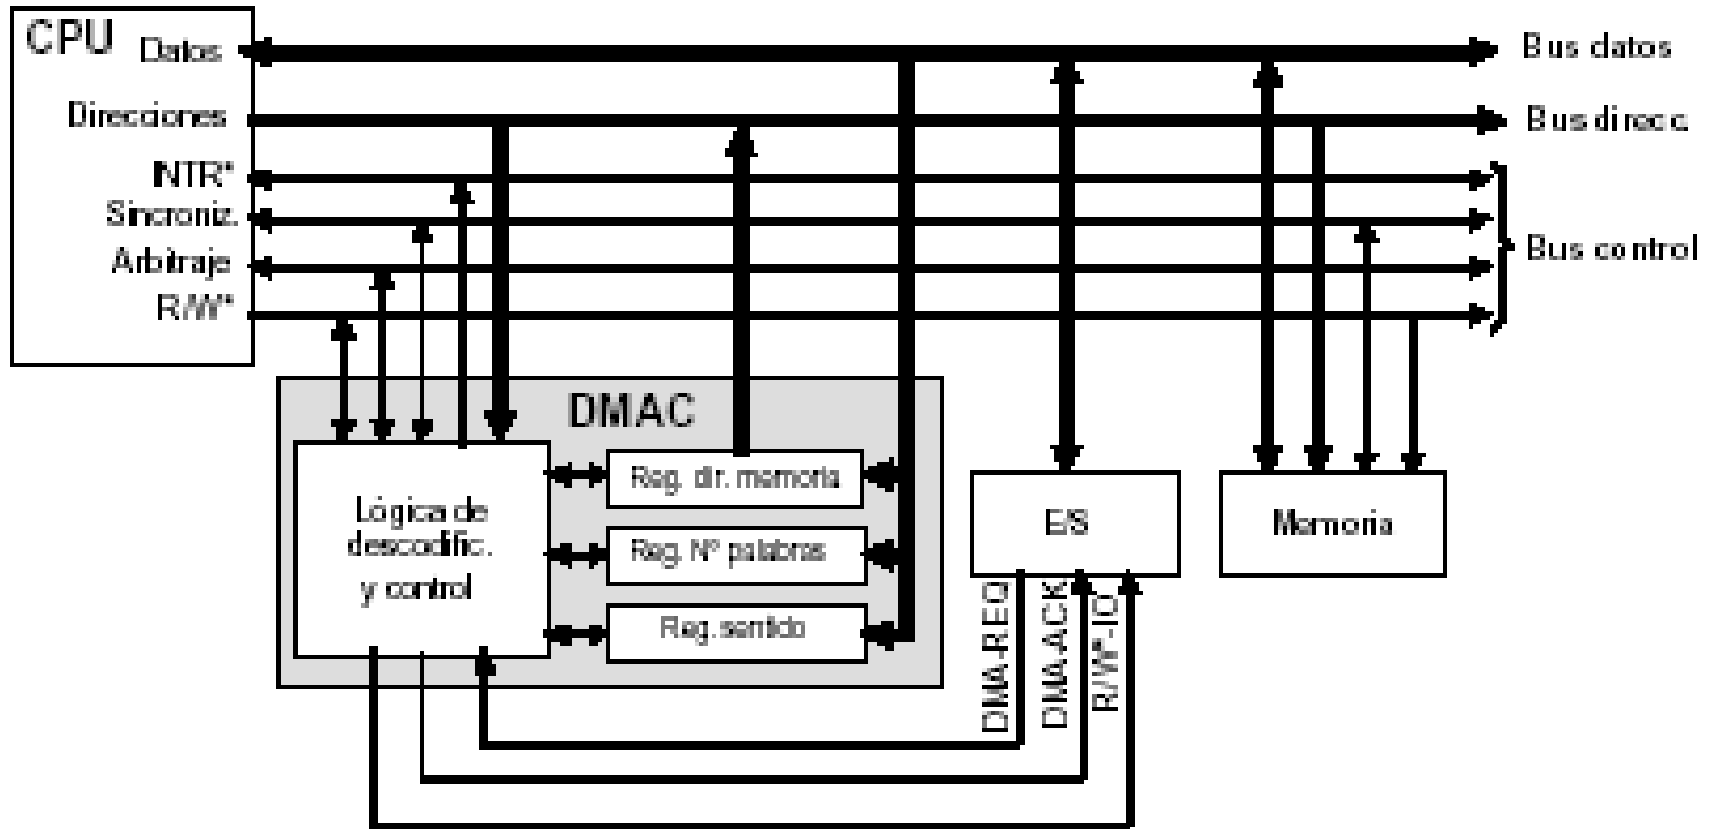 CPU
Datos
Bus datos
Direcciones
Bus direcc.
INTR*
Sincroniz.
Arbitraje
Bus control
R/W*
DMAC
Lógica de
descodific.
y control
Reg. dir. memoria
Reg. Nº palabras
Reg. sentido
E/S
Memoria
DMA-REQ
DMA-ACK
R/W*-IO